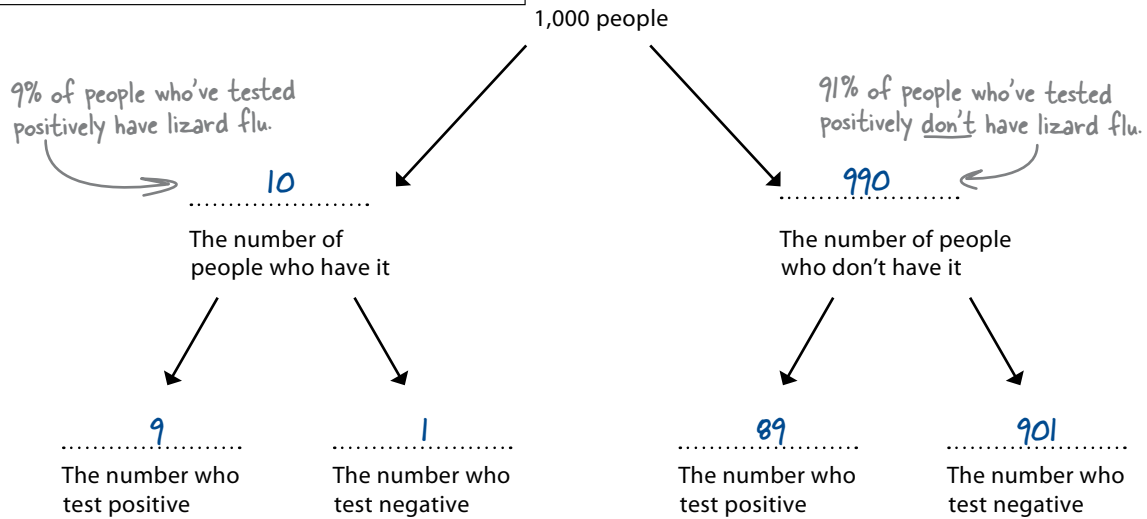 1,000 people
9% of people who've tested
positively have lizard flu.
91% of people who've tested
positively don't have lizard flu.
10
990
The number of
people who have it
The number of people
who don't have it
9
1
89
901
The number who
test positive
The number who
test negative
The number who
test positive
The number who
test negative